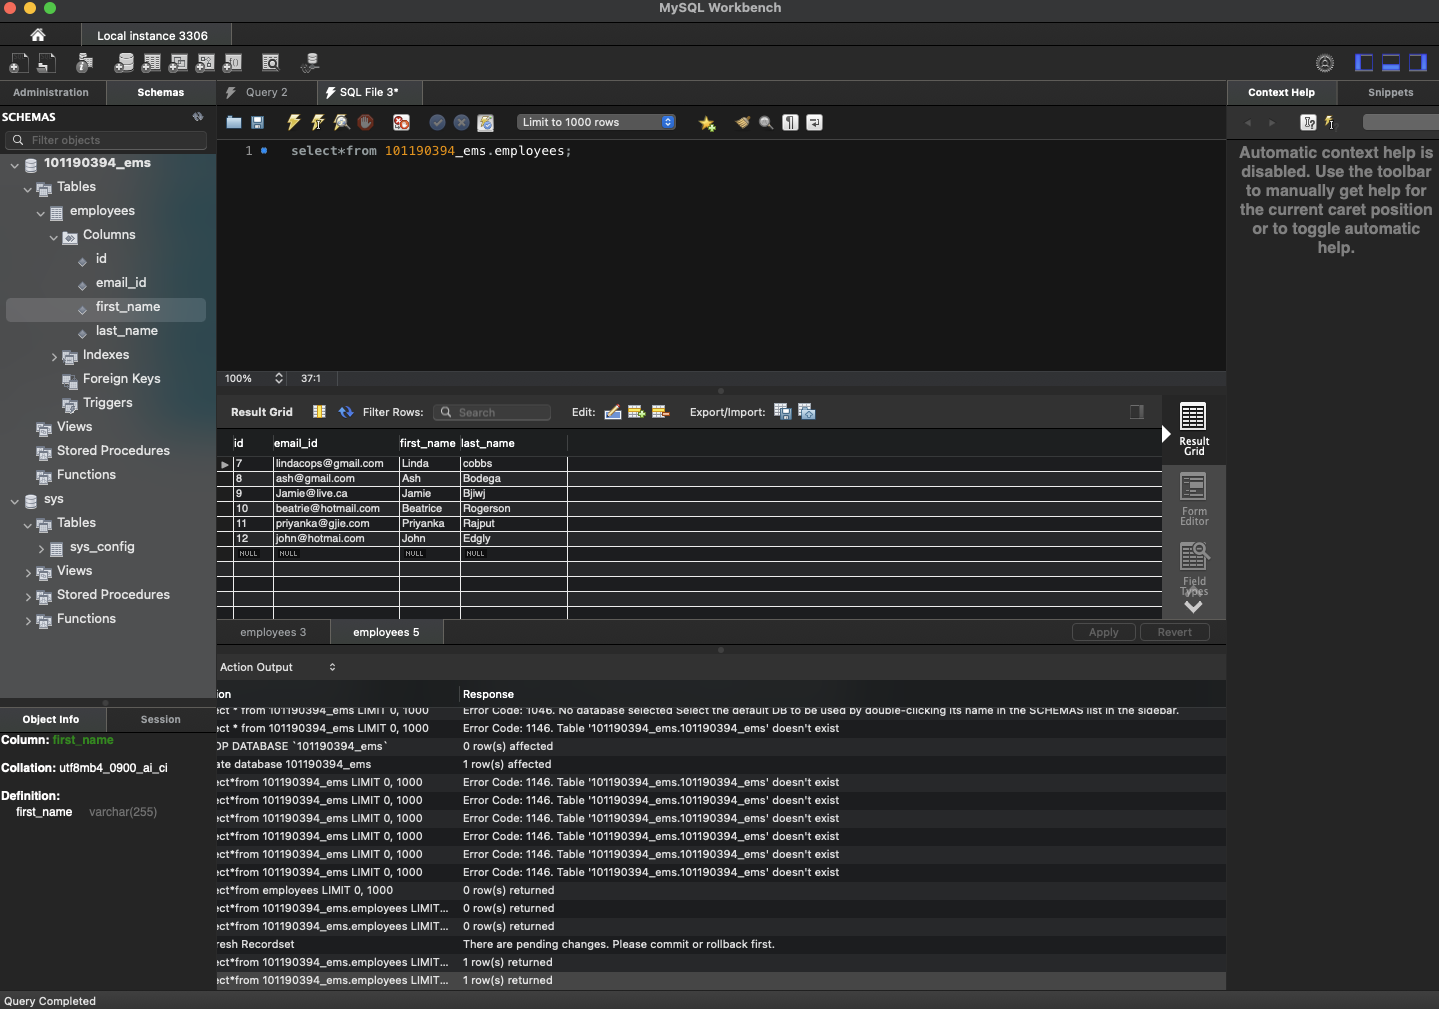 MySQL Workbench
Local instance 3306
Administration
Schemas
Query 2
SQL File 3*
Context Help
Snippets
SCHEMAS
Filter objects
Limit to 1000 rows
101190394_ems
Tables
employees
Columns
id
email_id
first_name
last_name
Indexes
Foreign Keys
Triggers
Views
Stored Procedures
Functions
sys
Tables
sys_config
Views
Stored Procedures
Functions
1 select*from 101190394_ems.employees;
Automatic context help is
disabled. Use the toolbar
to manually get help for
the current caret position
or to toggle automatic
help.
100% 37:1
Result Grid Filter Rows: Search Edit: Export/Import:
id email_id first_name last_name
7 lindacops@gmail.com Linda cobbs
8 ash@gmail.com Ash Bodega
9 Jamie@live.ca Jamie Bjiwj
10 beatrie@hotmail.com Beatrice Rogerson
11 priyanka@gjie.com Priyanka Rajput
12 john@hotmai.com John Edgly
NULL NULL NULL NULL
Result
Grid
Form
Editor
Field
Types
employees 3 employees 5 Apply Revert
Action Output
ion Response
ect * from 101190394_ems LIMIT 0, 1000 Error Code: 1046. No database selected Select the default DB to be used by double-clicking its name in the SCHEMAS list in the sidebar.
ect * from 101190394_ems LIMIT 0, 1000 Error Code: 1146. Table '101190394_ems.101190394_ems' doesn't exist
OP DATABASE `101190394_ems` 0 row(s) affected
ate database 101190394_ems 1 row(s) affected
ect*from 101190394_ems LIMIT 0, 1000 Error Code: 1146. Table '101190394_ems.101190394_ems' doesn't exist
ect*from 101190394_ems LIMIT 0, 1000 Error Code: 1146. Table '101190394_ems.101190394_ems' doesn't exist
ect*from 101190394_ems LIMIT 0, 1000 Error Code: 1146. Table '101190394_ems.101190394_ems' doesn't exist
ect*from 101190394_ems LIMIT 0, 1000 Error Code: 1146. Table '101190394_ems.101190394_ems' doesn't exist
ect*from 101190394_ems LIMIT 0, 1000 Error Code: 1146. Table '101190394_ems.101190394_ems' doesn't exist
ect*from 101190394_ems LIMIT 0, 1000 Error Code: 1146. Table '101190394_ems.101190394_ems' doesn't exist
ect*from employees LIMIT 0, 1000 0 row(s) returned
ect*from 101190394_ems.employees LIMIT... 0 row(s) returned
ect*from 101190394_ems.employees LIMIT... 0 row(s) returned
resh Recordset There are pending changes. Please commit or rollback first.
ect*from 101190394_ems.employees LIMIT... 1 row(s) returned
ect*from 101190394_ems.employees LIMIT... 1 row(s) returned
Object Info Session
Column: first_name
Collation: utf8mb4_0900_ai_ci
Definition:
first_name varchar(255)
Query Completed